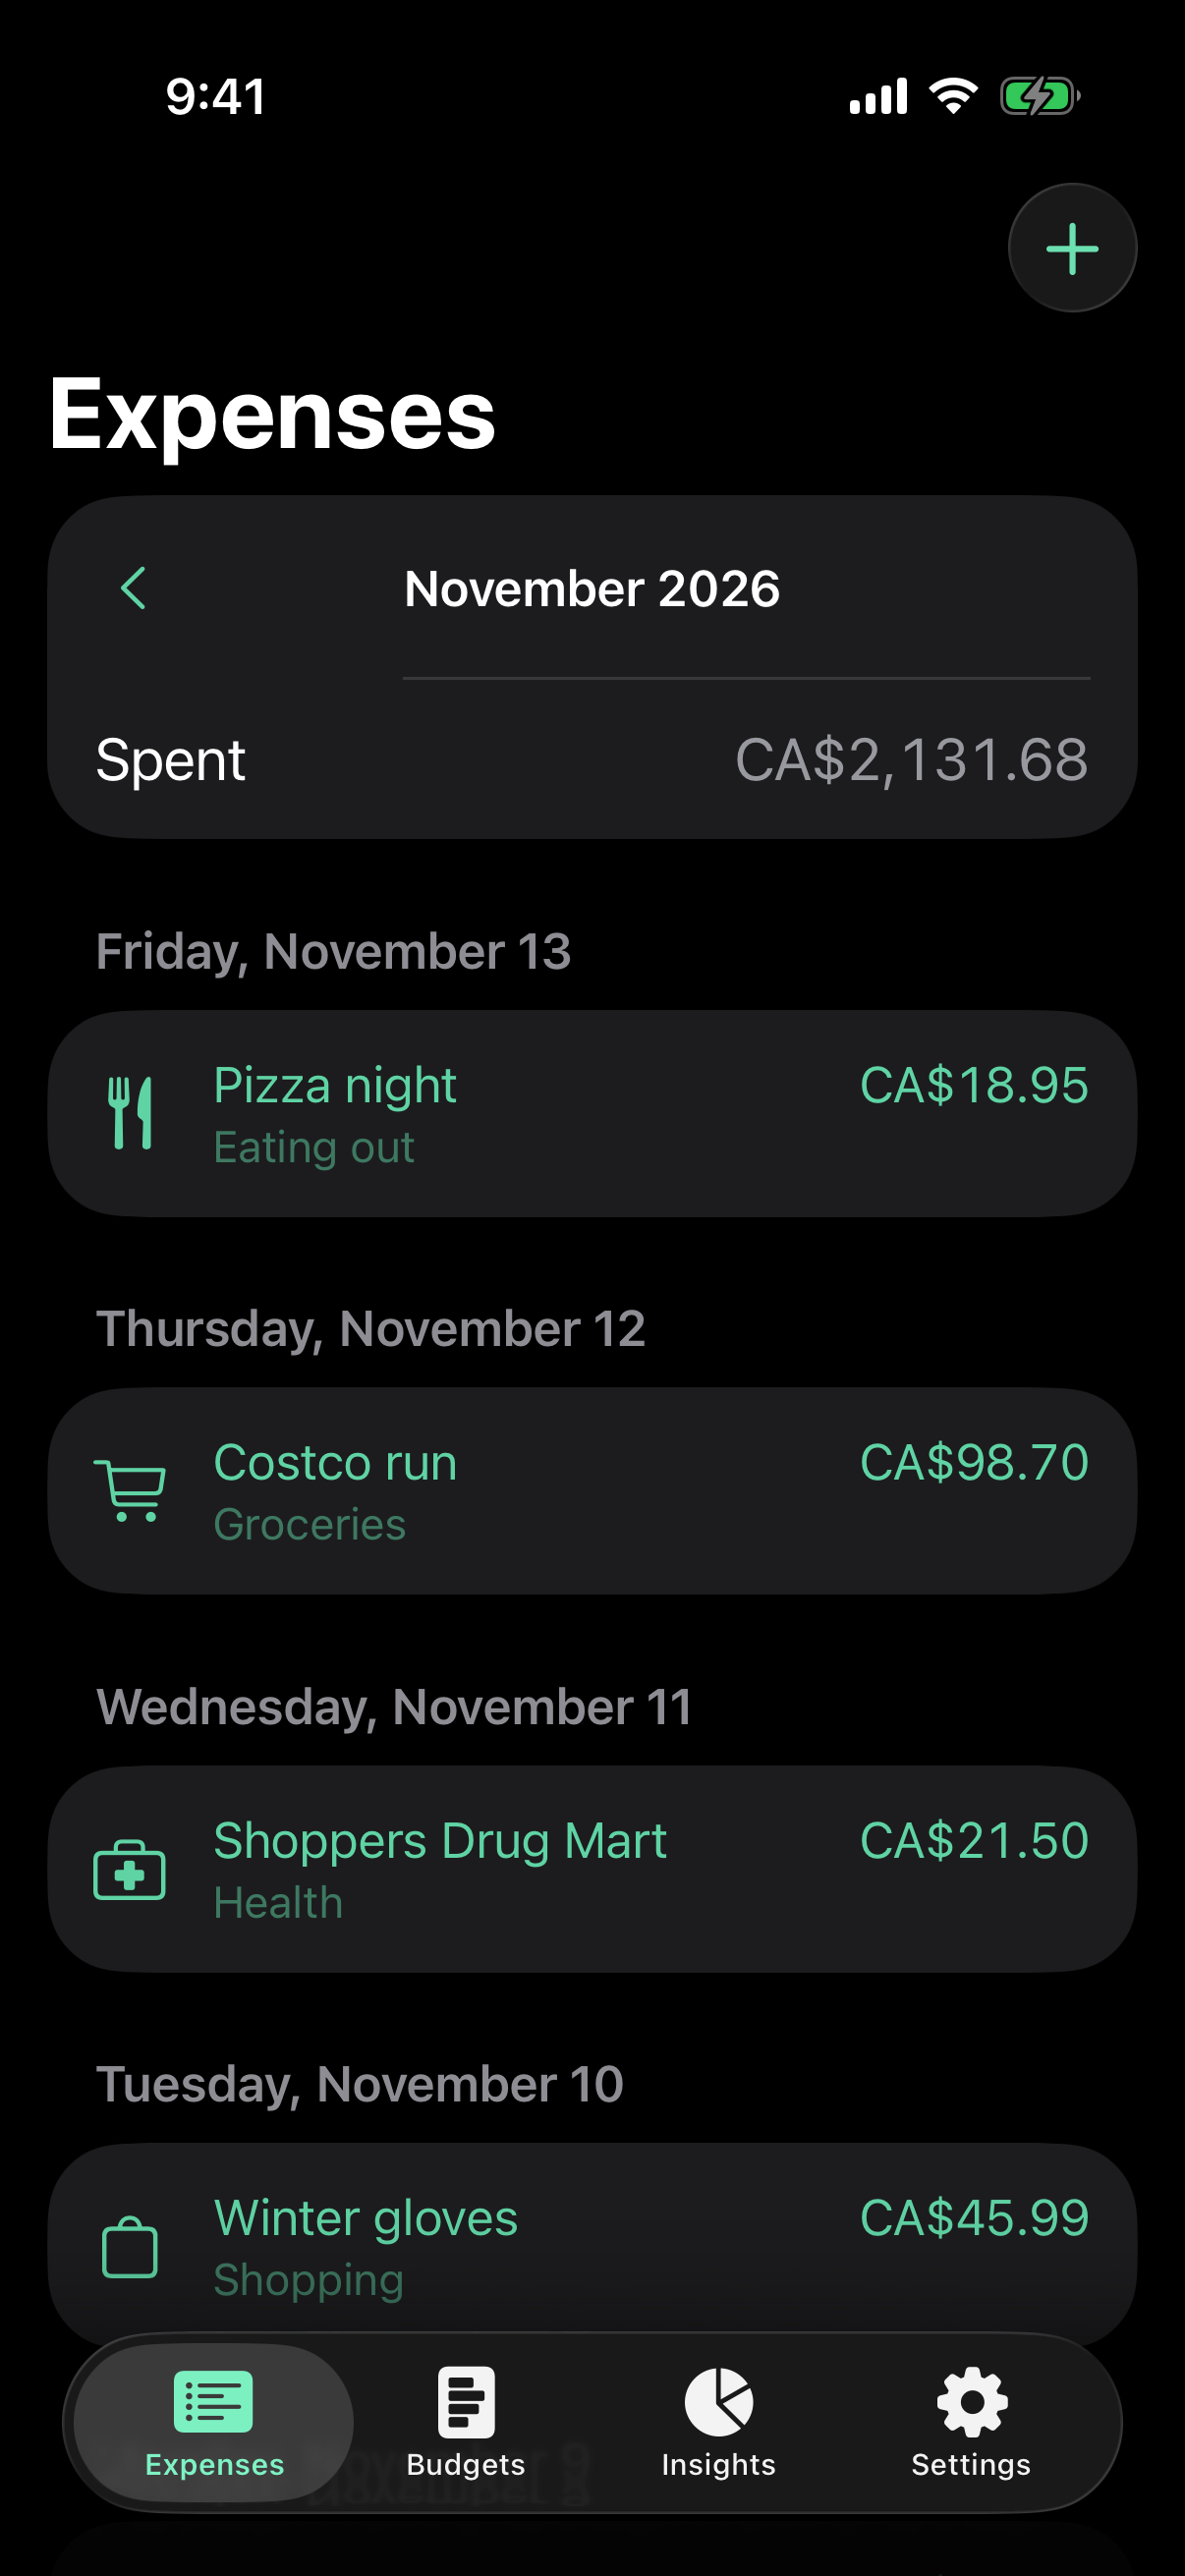 9:41
Expenses
November 2026
Spent CA$2,131.68
Friday, November 13
Pizza night CA$18.95
Eating out
Thursday, November 12
Costco run CA$98.70
Groceries
Wednesday, November 11
Shoppers Drug Mart CA$21.50
Health
Tuesday, November 10
Winter gloves CA$45.99
Shopping
Expenses Budgets Insights Settings